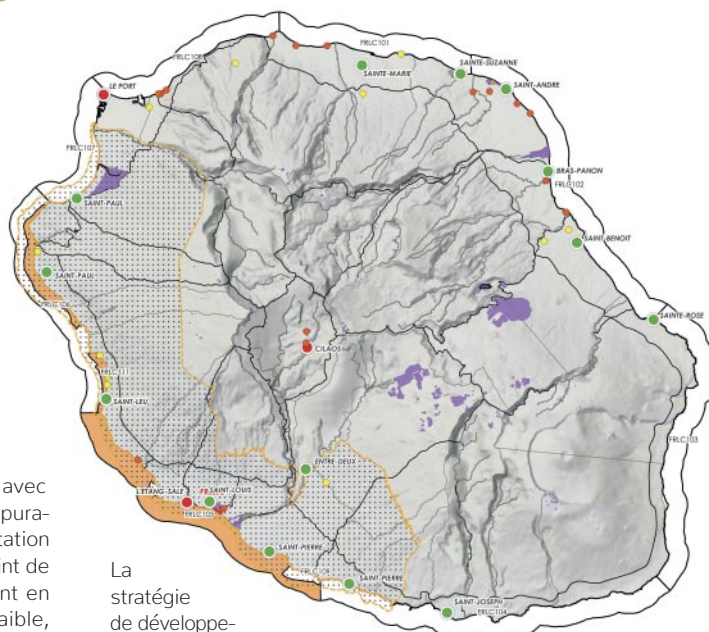 FRLC101
FRLC108
SAINTE-SUZANNE
SAINTE-MARIE
SAINT-ANDRE
LE PORT
FRLC107
BRAS-PANON
FRLC102
SAINT-PAUL
SAINT-BENOIT
SAINT-PAUL
FRLC106
SAINTE-ROSE
CILAOS
SAINT-LEU
FRLC103
ENTRE-DEUX
L'ETANG-SALE
SAINT-LOUIS
FRLC105
SAINT-PIERRE
SAINT PIERRE
SAINT-JOSEPH
FRLC104
avec
pura-
tation
int de
nt en
aible,
La
stratégie
de développe-